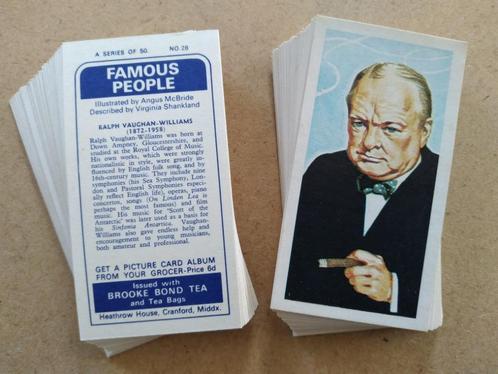 A SERIES OF 50. NO.28
FAMOUS
PEOPLE
Illustrated by Angus McBride
Described by Virginia Shankland
RALPH VAUGHAN-WILLIAMS
(1872-1958)
Ralph Vaughan-Williams was born at
Down Ampney, Gloucestershire, and
studied at the Royal College of Music.
His own works, which were strongly
nationalistic in style, were greatly in-
fluenced by English folk song, and by
16th-century music. They include nine
symphonies (his Sea Symphony, Lon-
don and Pastoral Symphonies especi-
ally reflect English life), operas, piano
concertos, songs (On Linden Lea is
perhaps the most famous) and film
music. His music for 'Scott of the
Antarctic' was later used as a basis for
his Sinfonia Antartica. Vaughan-
Williams also gave endless help and
encouragement to young musicians,
both amateur and professional.
GET A PICTURE CARD ALBUM
FROM YOUR GROCER-Price 6d
Issued with
BROOKE BOND TEA
and Tea Bags
Heathrow House, Cranford, Middx.